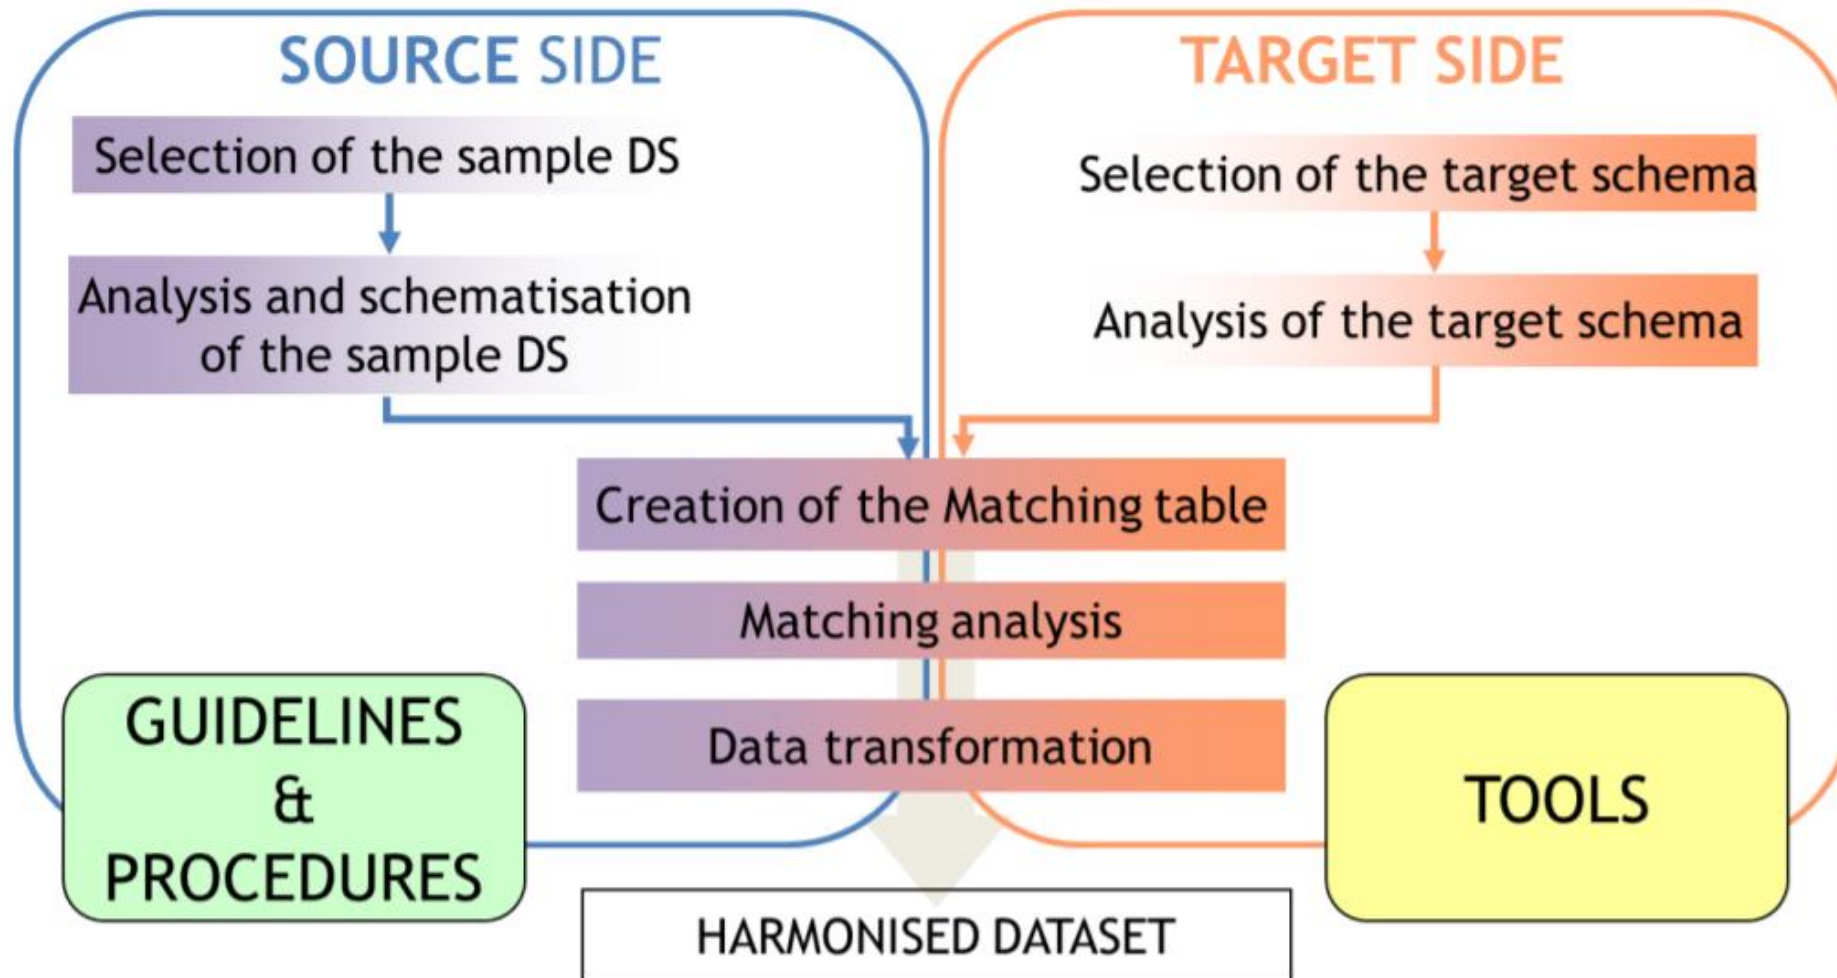 SOURCE SIDE
Selection of the sample DS
Analysis and schematisation
of the sample DS
TARGET SIDE
Selection of the target schema
Analysis of the target schema
Creation of the Matching table
Matching analysis
Data transformation
GUIDELINES
&
PROCEDURES
TOOLS
HARMONISED DATASET